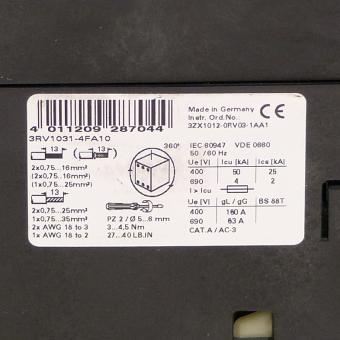 4 011209 287044
3RV1031-4FA10
Made in Germany
Instr. Ord.No.:
3ZX1012-0RV03-1AA1
CE
13 ( 13 )
2x0,75...16mm²
(2x0,75...16mm²)
(1x0,75...25mm²)
13
2x0,75...25mm²
1x0,75...35mm²
2x AWG 18 to 3
1x AWG 18 to 2
360°
PZ 2 / Ø 5...6 mm
3...4,5 Nm
27...40 LB.IN
IEC 60947 VDE 0660
50 / 60 Hz
Ue [V] Icu [kA] Ics [kA]
400 50 25
690 4 2
I > Icu
Ue [V] gL / gG BS 88T
400 160 A
690 63 A
CAT.A / AC-3